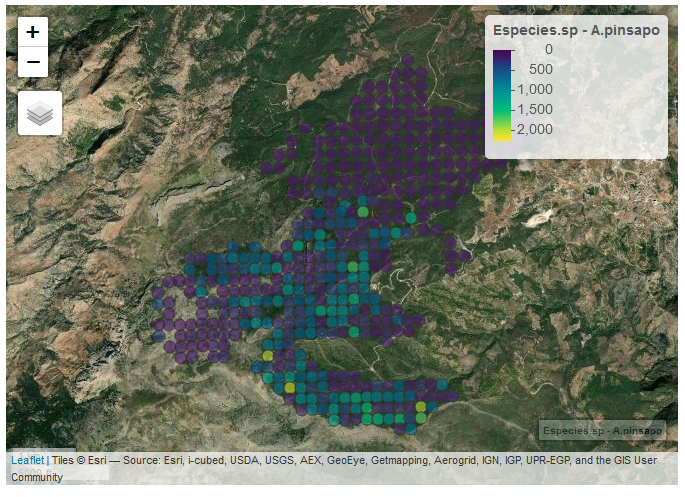 +
−
Especies.sp - A.pinsapo
0
500
1,000
1,500
2,000
Especies.sp - A.pinsapo
Leaflet | Tiles © Esri — Source: Esri, i-cubed, USDA, USGS, AEX, GeoEye, Getmapping, Aerogrid, IGN, IGP, UPR-EGP, and the GIS User
Community